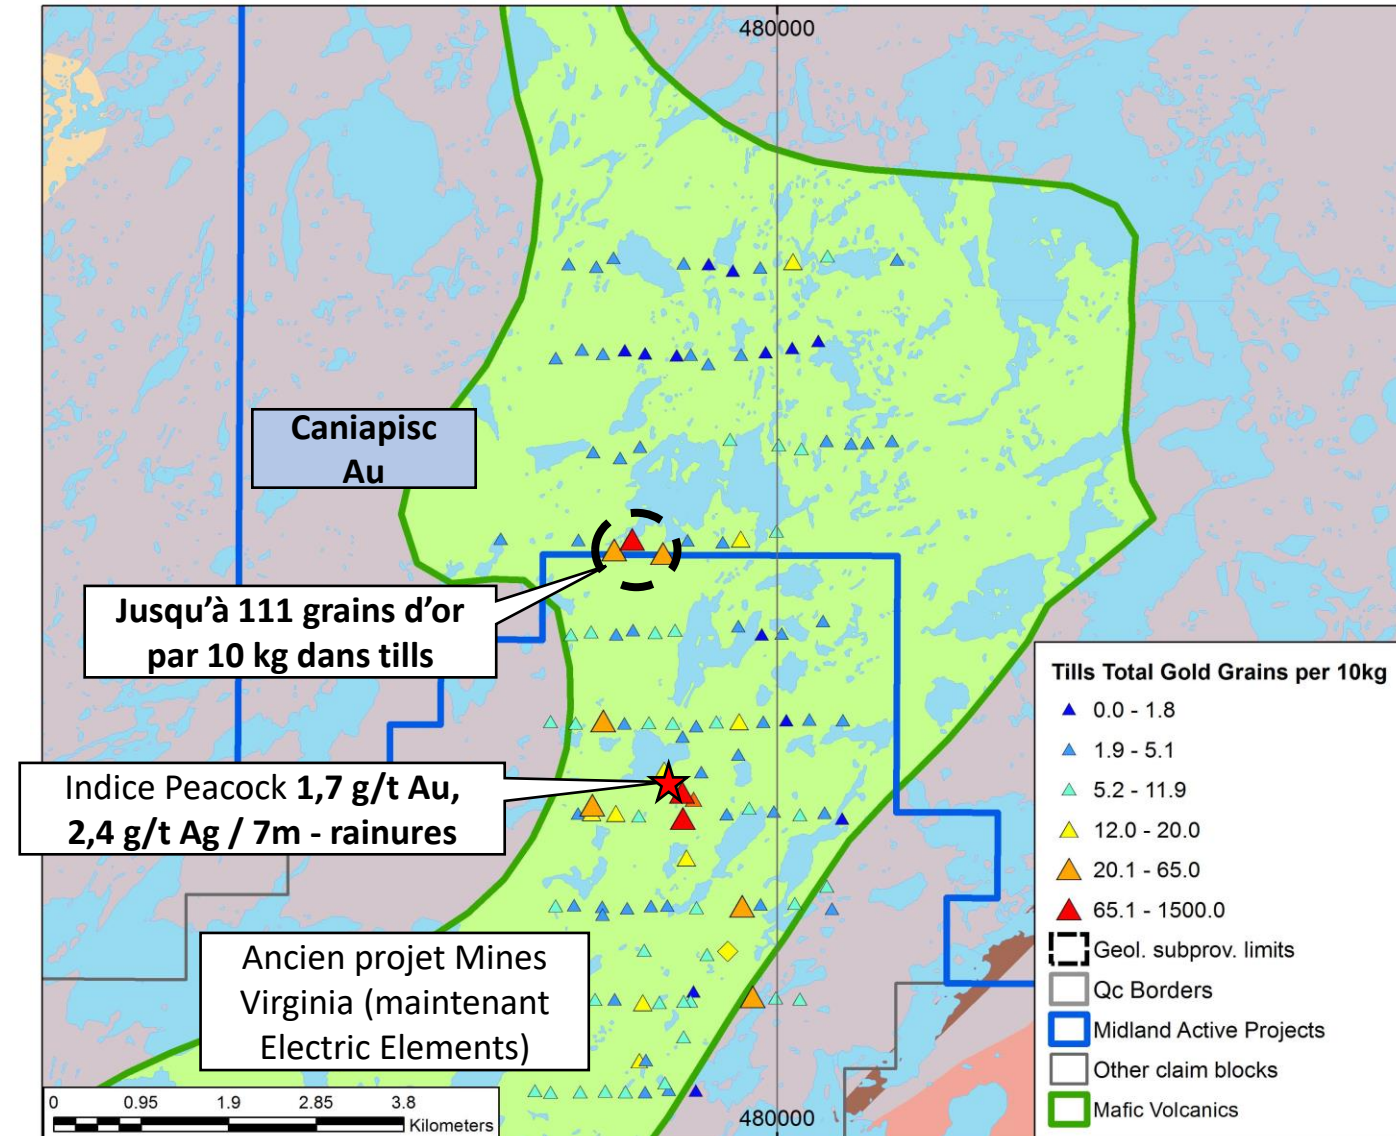 480000
Caniapisc
Au
Jusqu’à 111 grains d’or
par 10 kg dans tills
Indice Peacock 1,7 g/t Au,
2,4 g/t Ag / 7m - rainures
Ancien projet Mines
Virginia (maintenant
Electric Elements)
Tills Total Gold Grains per 10kg
0.0 - 1.8
1.9 - 5.1
5.2 - 11.9
12.0 - 20.0
20.1 - 65.0
65.1 - 1500.0
Geol. subprov. limits
Qc Borders
Midland Active Projects
Other claim blocks
Mafic Volcanics
0 0.95 1.9 2.85 3.8
Kilometers
480000